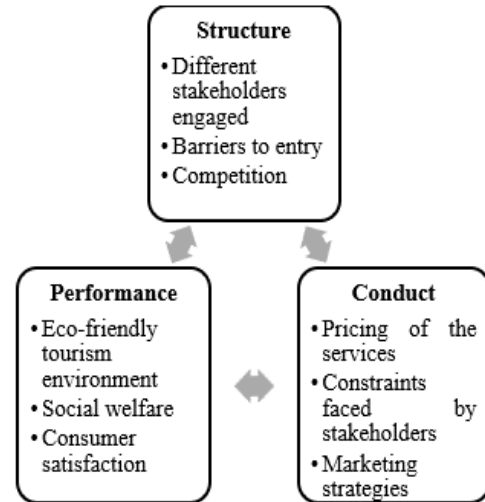 Structure
• Different
stakeholders
engaged
• Barriers to entry
• Competition
Performance
• Eco-friendly
tourism
environment
• Social welfare
• Consumer
satisfaction
Conduct
• Pricing of the
services
• Constraints
faced by
stakeholders
• Marketing
strategies